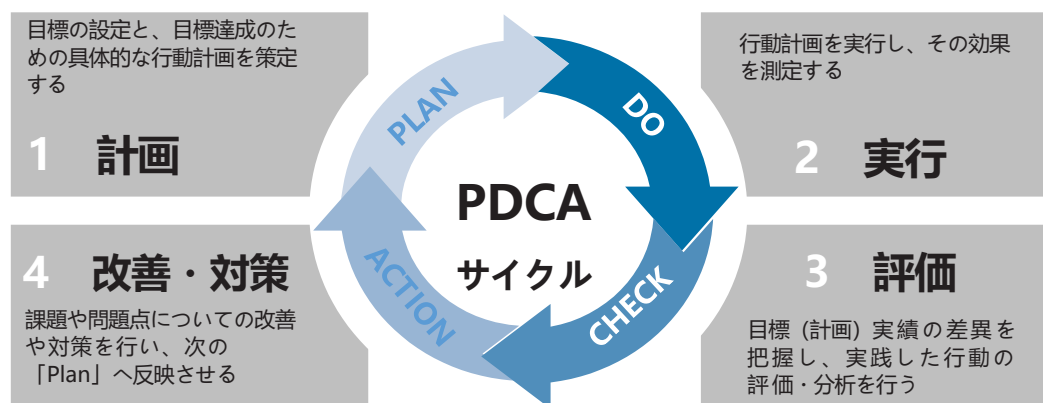 目標の設定と、目標達成のた
めの具体的な行動計画を策定
する
1 計画
PLAN
DO
行動計画を実行し、その効果
を測定する
2 実行
PDCA
サイクル
4 改善・対策
課題や問題点についての改善
や対策を行い、次の
「Plan」へ反映させる
ACTION
CHECK
3 評価
目標 (計画) 実績の差異を
把握し、実践した行動の
評価・分析を行う